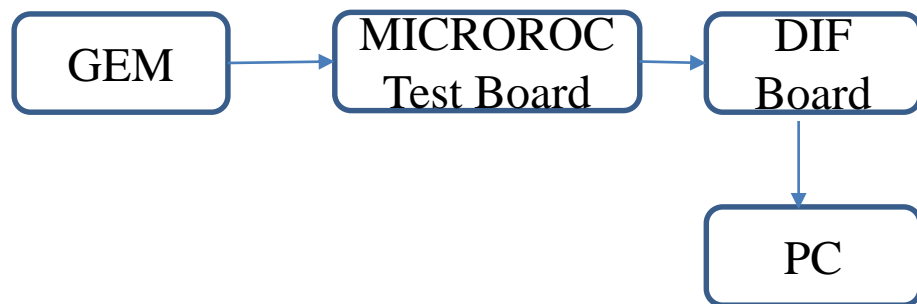 GEM
MICROROC
Test Board
DIF
Board
PC